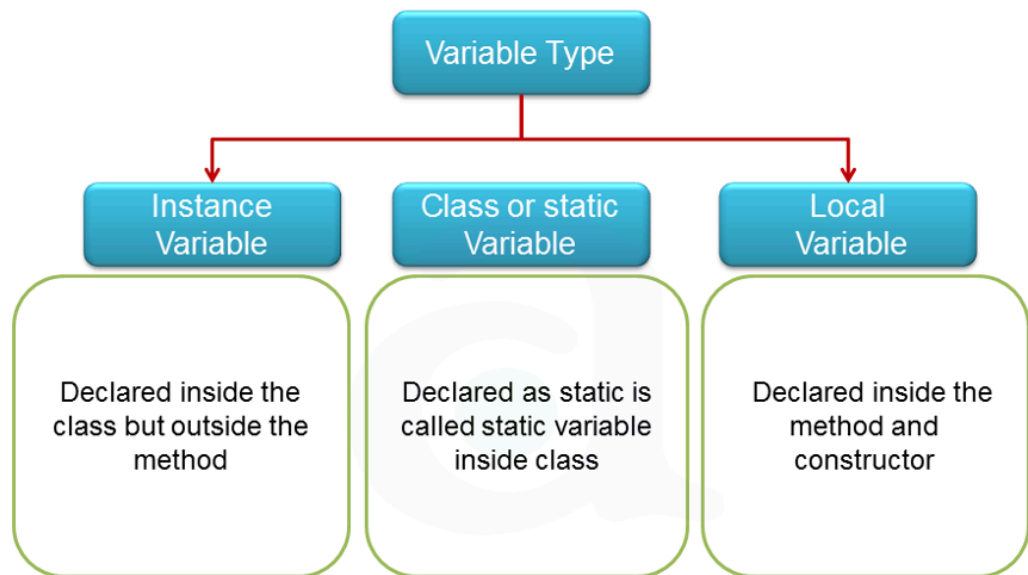 Variable Type
Instance
Variable
Class or static
Variable
Local
Variable
Declared inside the
class but outside the
method
Declared as static is
called static variable
inside class
Declared inside the
method and
constructor